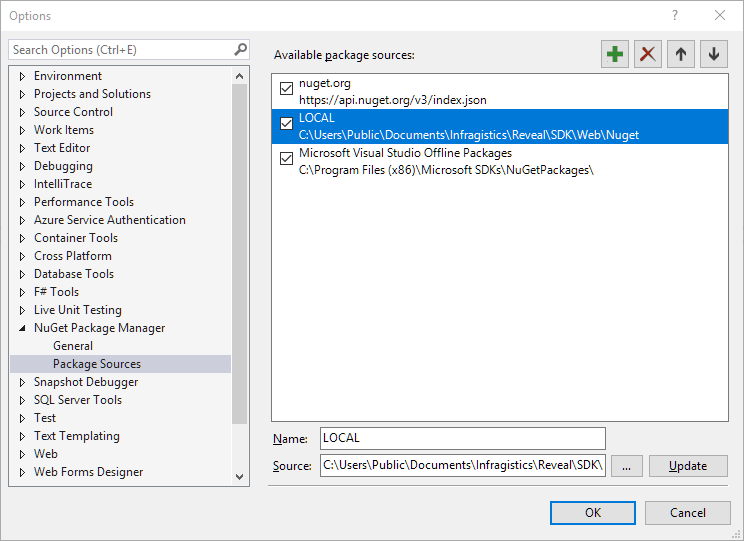 Options
Search Options (Ctrl+E)
Environment
Projects and Solutions
Source Control
Work Items
Text Editor
Debugging
IntelliTrace
Performance Tools
Azure Service Authentication
Container Tools
Cross Platform
Database Tools
F# Tools
Live Unit Testing
NuGet Package Manager
General
Package Sources
Snapshot Debugger
SQL Server Tools
Test
Text Templating
Web
Web Forms Designer
Available package sources:
nuget.org
https://api.nuget.org/v3/index.json
LOCAL
C:\Users\Public\Documents\Infragistics\Reveal\SDK\Web\Nuget
Microsoft Visual Studio Offline Packages
C:\Program Files (x86)\Microsoft SDKs\NuGetPackages\
Name: LOCAL
Source: C:\Users\Public\Documents\Infragistics\Reveal\SDK\ ... Update
OK Cancel